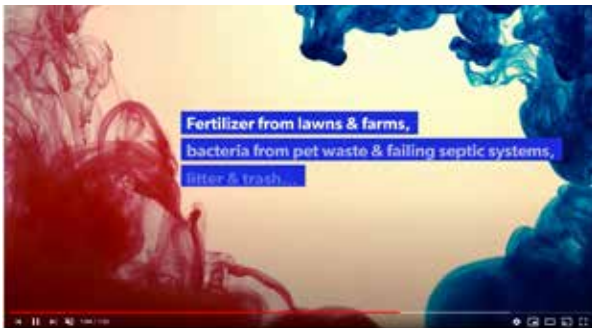 Fertilizer from lawns & farms,
bacteria from pet waste & failing septic systems,
litter & trash...